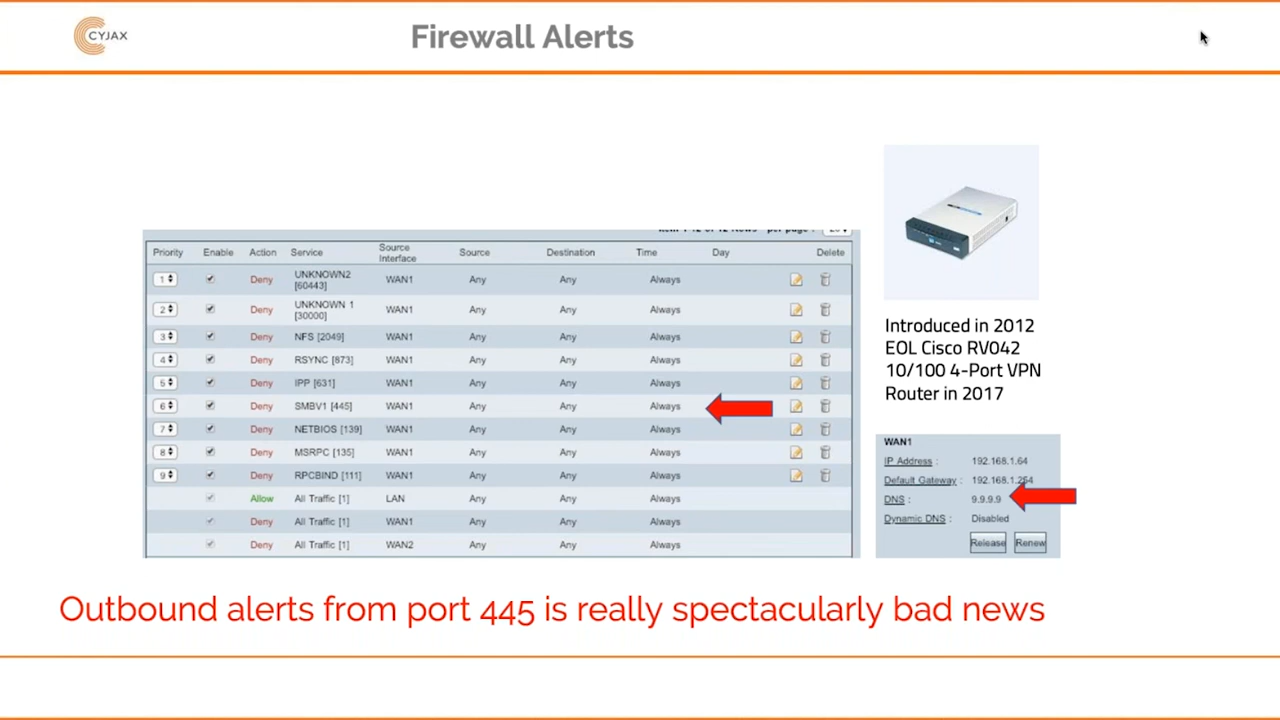 CYJAX
Firewall Alerts
Priority Enable Action Service Source Interface Source Destination Time Day Delete
1 Deny UNKNOWN2 [60443] WAN1 Any Any Always
2 Deny UNKNOWN 1 [30000] WAN1 Any Any Always
3 Deny NFS [2049] WAN1 Any Any Always
4 Deny RSYNC [873] WAN1 Any Any Always
5 Deny IPP [631] WAN1 Any Any Always
6 Deny SMBV1 [445] WAN1 Any Any Always
7 Deny NETBIOS [139] WAN1 Any Any Always
8 Deny MSRPC [135] WAN1 Any Any Always
9 Deny RPCBIND [111] WAN1 Any Any Always
Allow All Traffic [1] LAN Any Any Always
Deny All Traffic [1] WAN1 Any Any Always
Deny All Traffic [1] WAN2 Any Any Always
Introduced in 2012
EOL Cisco RV042
10/100 4-Port VPN
Router in 2017
WAN1
IP Address : 192.168.1.64
Default Gateway : 192.168.1.254
DNS : 9.9.9.9
Dynamic DNS : Disabled
Release Renew
Outbound alerts from port 445 is really spectacularly bad news